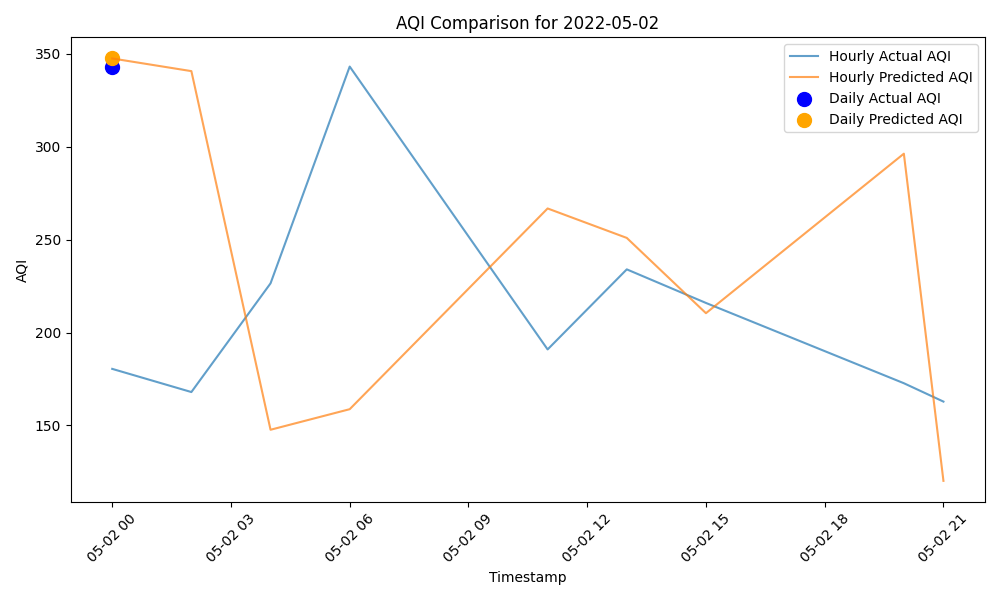 AQI Comparison for 2022-05-02
Hourly Actual AQI
Hourly Predicted AQI
Daily Actual AQI
Daily Predicted AQI
AQI
350
300
250
200
150
05-02 00
05-02 03
05-02 06
05-02 09
05-02 12
05-02 15
05-02 18
05-02 21
Timestamp